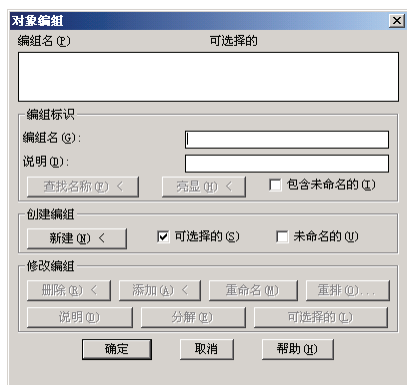 对象编组
编组名(P) 可选择的
编组标识
编组名(G):
说明(D):
查找名称(F) < 亮显(H) < 包含未命名的(I)
创建编组
新建(N) < 可选择的(S) 未命名的(U)
修改编组
删除(R) < 添加(A) < 重命名(M) 重排(O)...
说明(D) 分解(E) 可选择的(L)
确定 取消 帮助(H)